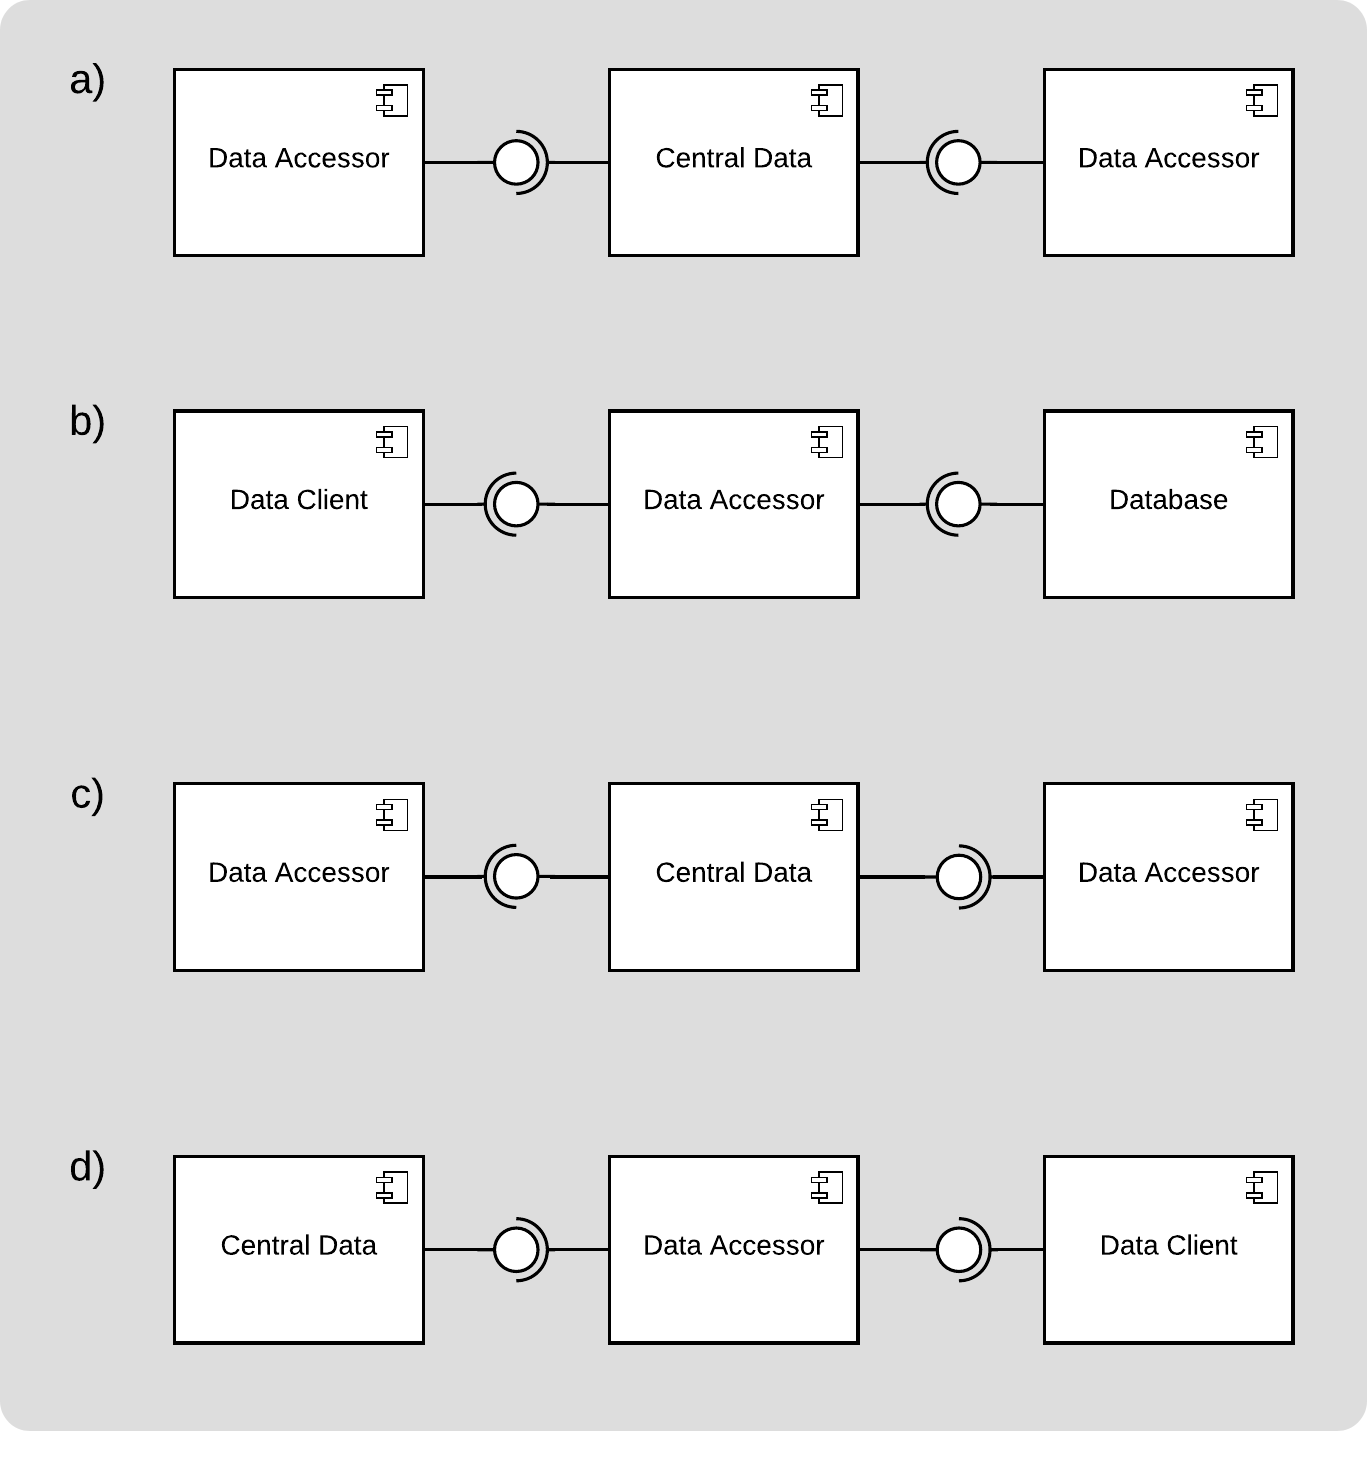 a)
Data Accessor
Central Data
Data Accessor
b)
Data Client
Data Accessor
Database
c)
Data Accessor
Central Data
Data Accessor
d)
Central Data
Data Accessor
Data Client